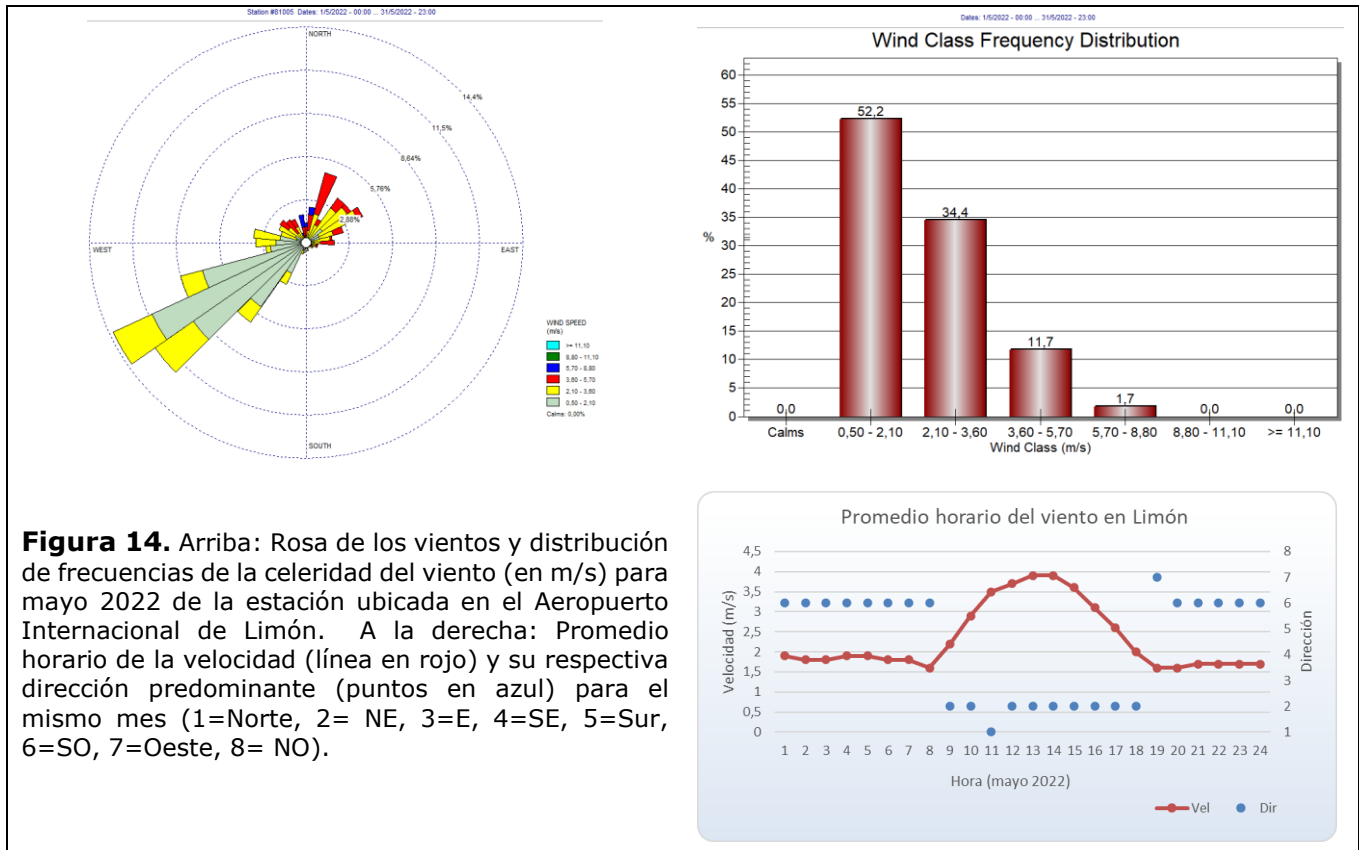 Station #81005 Dates: 1/5/2022 - 00:00 ... 31/5/2022 - 23:00
NORTH
14,4%
11,5%
8,64%
5,76%
2,88%
WEST
EAST
SOUTH
WIND SPEED
(m/s)
>= 11,10
8,80 - 11,10
5,70 - 8,80
3,60 - 5,70
2,10 - 3,60
0,50 - 2,10
Calms: 0,00%
Dates: 1/5/2022 - 00:00 ... 31/5/2022 - 23:00
Wind Class Frequency Distribution
60
55
50
45
40
35
%
30
25
20
15
10
5
0
0,0
52,2
34,4
11,7
1,7
0,0
0,0
Calms 0,50 - 2,10 2,10 - 3,60 3,60 - 5,70 5,70 - 8,80 8,80 - 11,10 >= 11,10
Wind Class (m/s)
Figura 14. Arriba: Rosa de los vientos y distribución
de frecuencias de la celeridad del viento (en m/s) para
mayo 2022 de la estación ubicada en el Aeropuerto
Internacional de Limón. A la derecha: Promedio
horario de la velocidad (línea en rojo) y su respectiva
dirección predominante (puntos en azul) para el
mismo mes (1=Norte, 2= NE, 3=E, 4=SE, 5=Sur,
6=SO, 7=Oeste, 8= NO).
Promedio horario del viento en Limón
4,5
4
3,5
3
2,5
2
1,5
1
0,5
0
Velocidad (m/s)
8
7
6
5
4
3
2
1
Dirección
1 2 3 4 5 6 7 8 9 10 11 12 13 14 15 16 17 18 19 20 21 22 23 24
Hora (mayo 2022)
Vel Dir